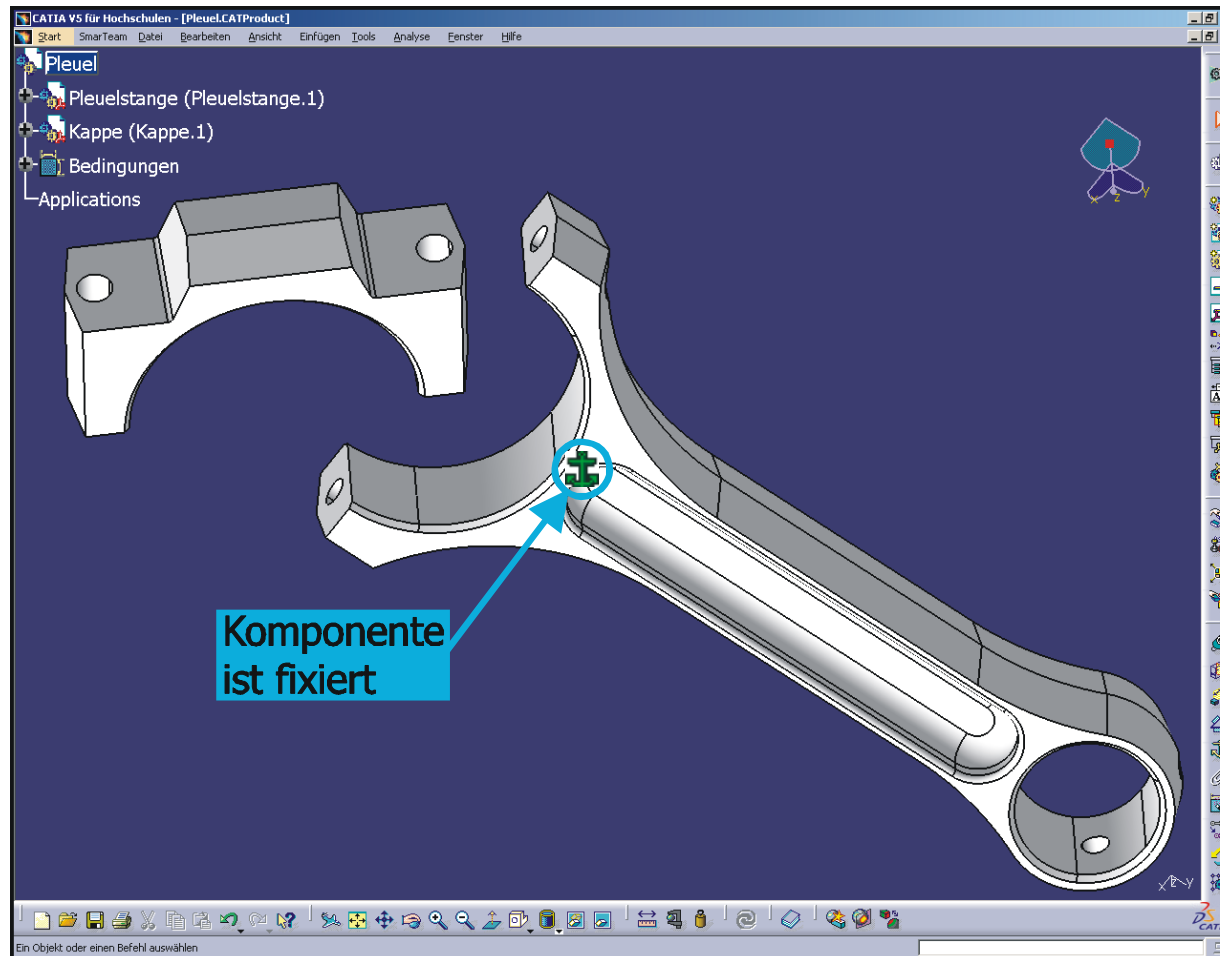 CATIA V5 für Hochschulen - [Pleuel.CATProduct]
Start SmarTeam Datei Bearbeiten Ansicht Einfügen Tools Analyse Fenster Hilfe
Pleuel
Pleuelstange (Pleuelstange.1)
Kappe (Kappe.1)
Bedingungen
Applications
x z y
Komponente
ist fixiert
x z y
CAT
Ein Objekt oder einen Befehl auswählen